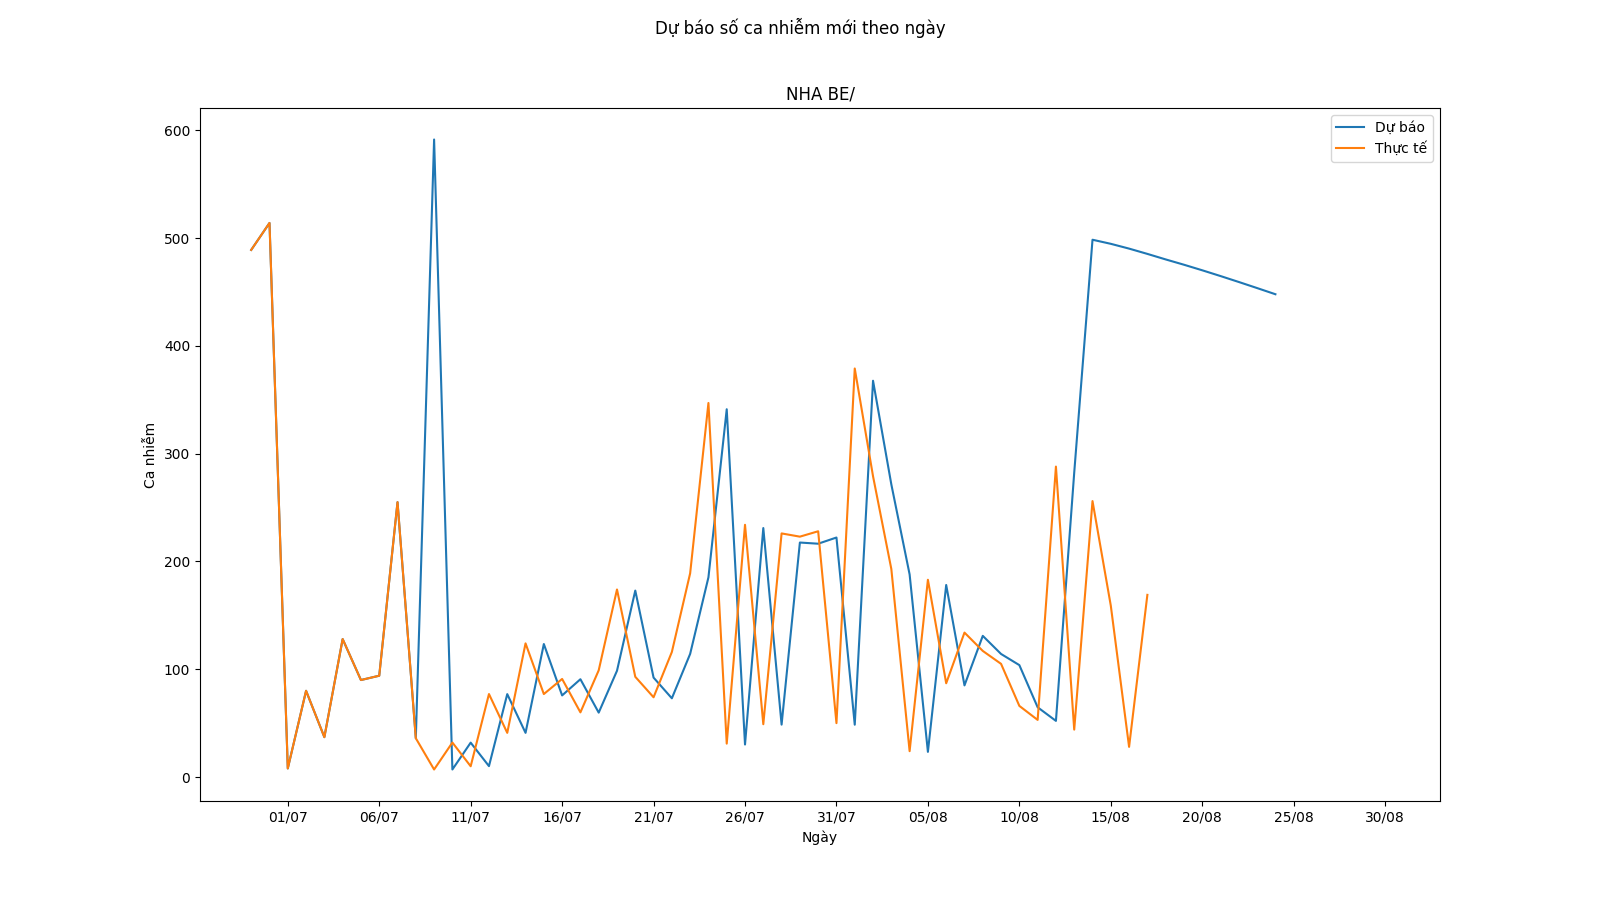 Dự báo số ca nhiễm mới theo ngày
NHA BE/
Dự báo
Thực tế
600
500
400
300
200
100
0
Ca nhiễm
01/07 06/07 11/07 16/07 21/07 26/07 31/07 05/08 10/08 15/08 20/08 25/08 30/08
Ngày